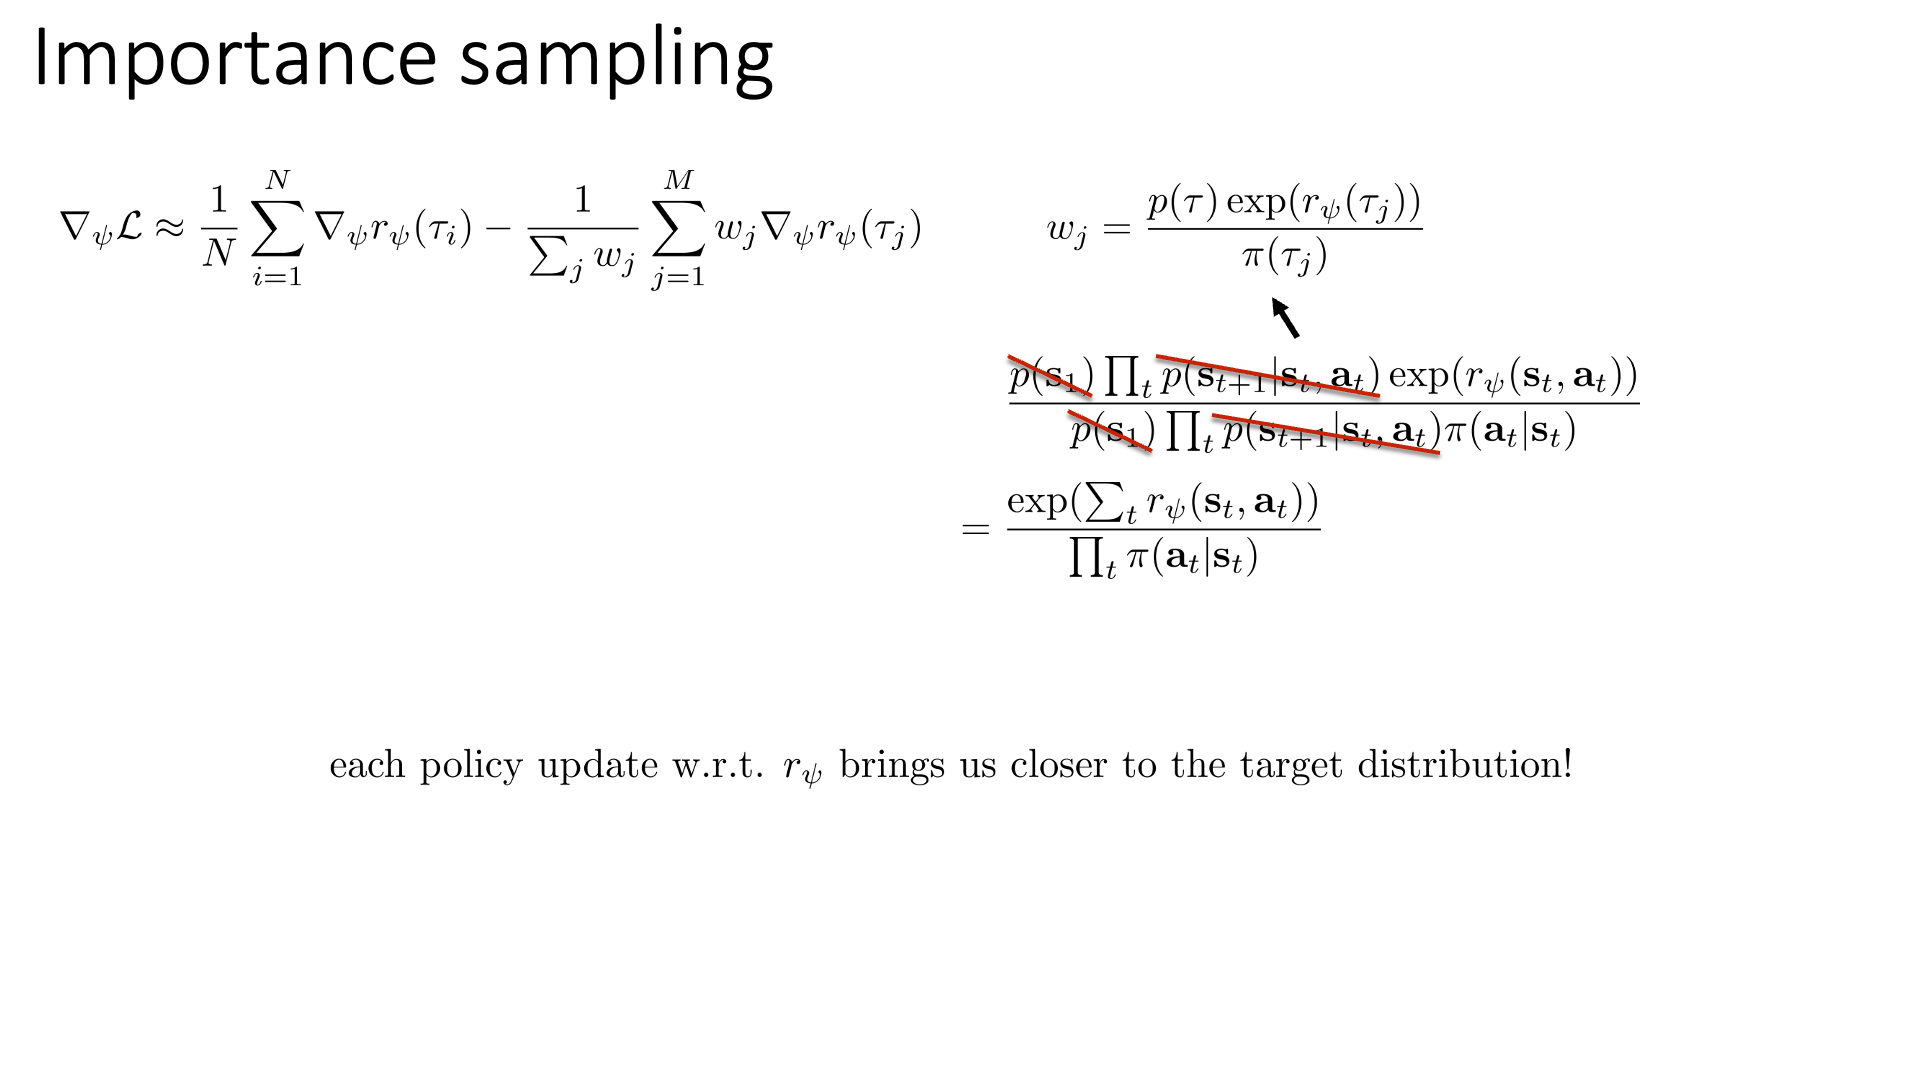 Importance sampling
$\nabla_\psi \mathcal{L} \approx \frac{1}{N} \sum_{i=1}^{N} \nabla_\psi r_\psi(\tau_i) - \frac{1}{\sum_j w_j} \sum_{j=1}^{M} w_j \nabla_\psi r_\psi(\tau_j)$
$w_j = \frac{p(\tau) \exp(r_\psi(\tau_j))}{\pi(\tau_j)}$
$\frac{p(\mathbf{s}_1) \prod_t p(\mathbf{s}_{t+1}|\mathbf{s}_t, \mathbf{a}_t) \exp(r_\psi(\mathbf{s}_t, \mathbf{a}_t))}{p(\mathbf{s}_1) \prod_t p(\mathbf{s}_{t+1}|\mathbf{s}_t, \mathbf{a}_t) \pi(\mathbf{a}_t|\mathbf{s}_t)}$
$= \frac{\exp(\sum_t r_\psi(\mathbf{s}_t, \mathbf{a}_t))}{\prod_t \pi(\mathbf{a}_t|\mathbf{s}_t)}$
each policy update w.r.t. $r_\psi$ brings us closer to the target distribution!